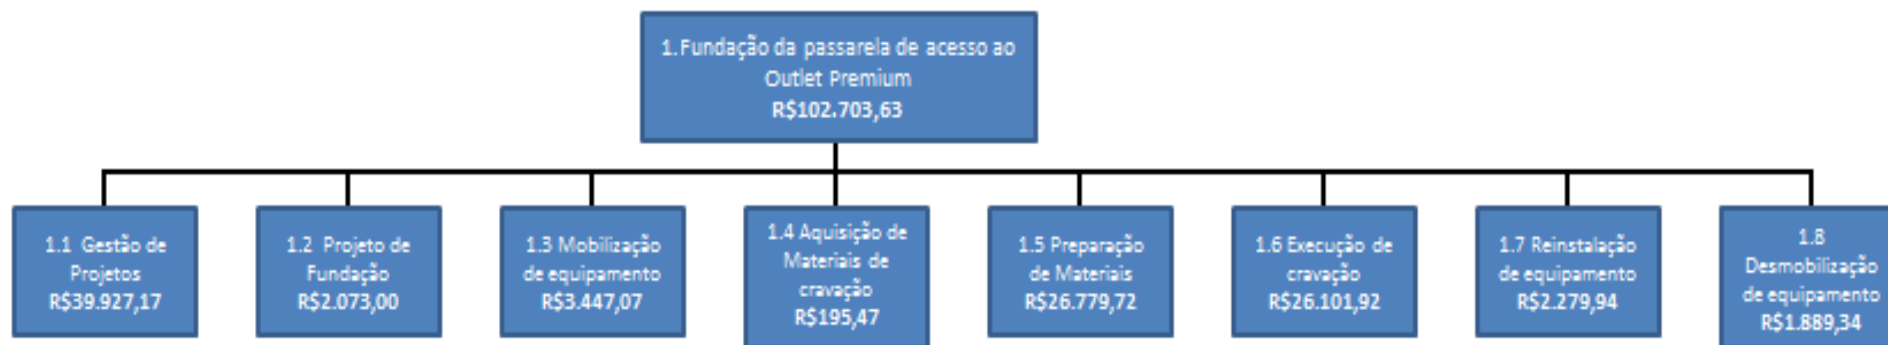 1.Fundação da passarela de acesso ao
Outlet Premium
R$102.703,63
1.1 Gestão de
Projetos
R$39.927,17
1.2 Projeto de
Fundação
R$2.073,00
1.3 Mobilização
de equipamento
R$3.447,07
1.4 Aquisição de
Materiais de
cravação
R$195,47
1.5 Preparação
de Materiais
R$26.779,72
1.6 Execução de
cravação
R$26.101,92
1.7 Reinstalação
de equipamento
R$2.279,94
1.8
Desmobilização
de equipamento
R$1.889,34